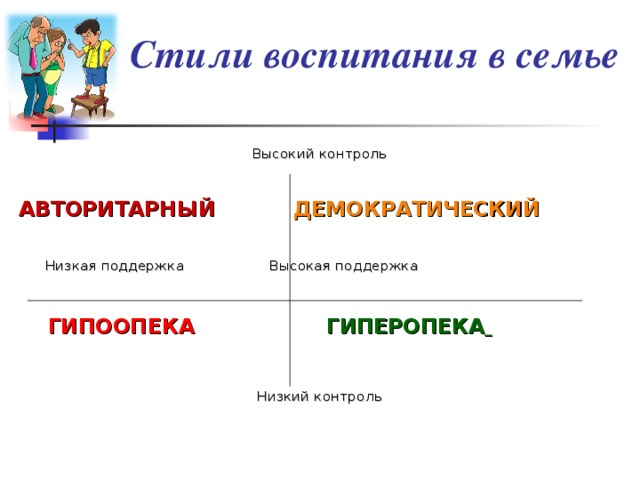 Стили воспитания в семье
Высокий контроль
АВТОРИТАРНЫЙ ДЕМОКРАТИЧЕСКИЙ
Низкая поддержка Высокая поддержка
ГИПООПЕКА ГИПЕРОПЕКА
Низкий контроль